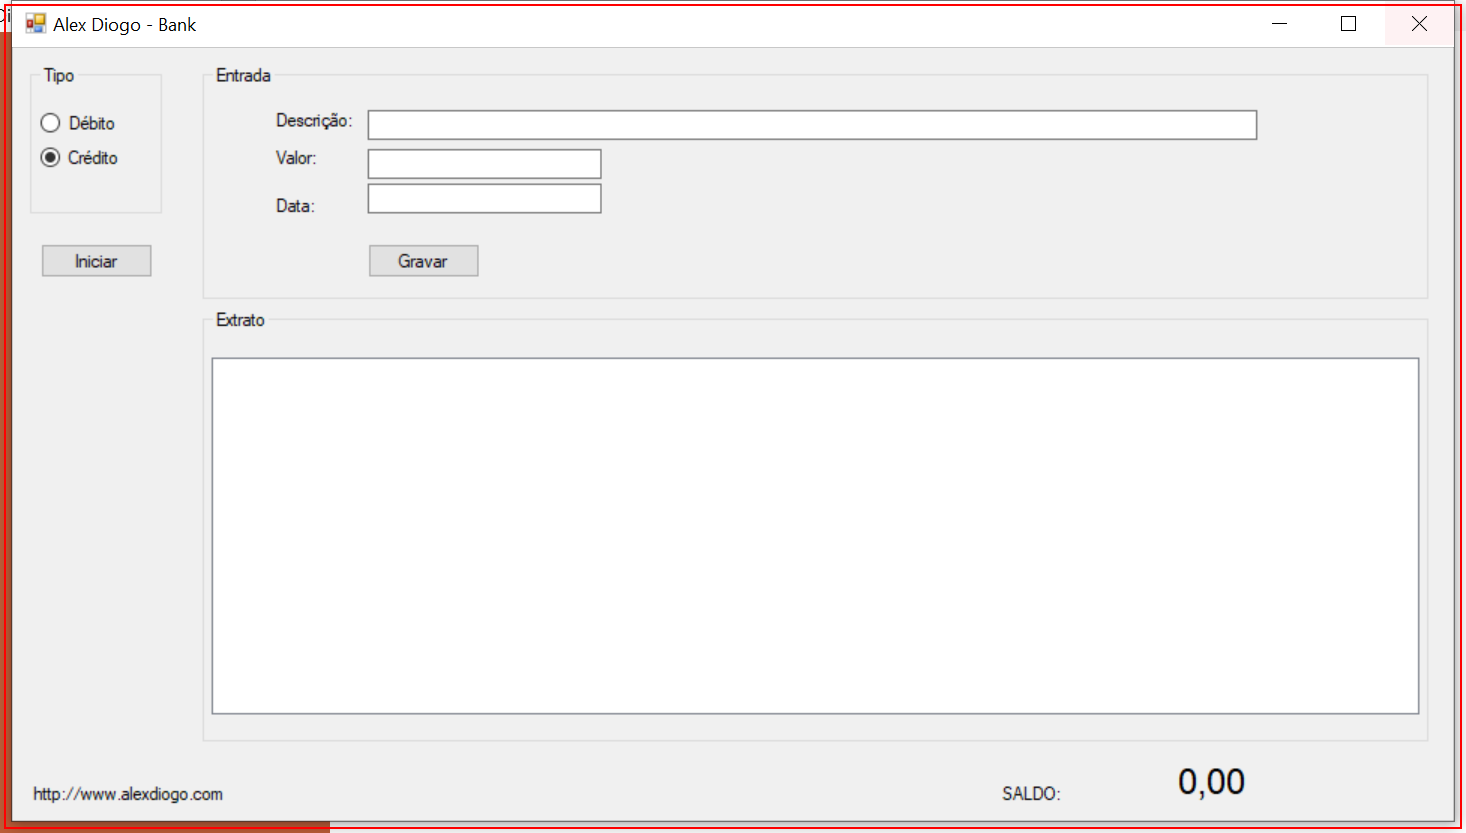 Alex Diogo - Bank
Tipo
Débito
Crédito
Iniciar
Entrada
Descrição:
Valor:
Data:
Gravar
Extrato
http://www.alexdiogo.com
SALDO: 0,00